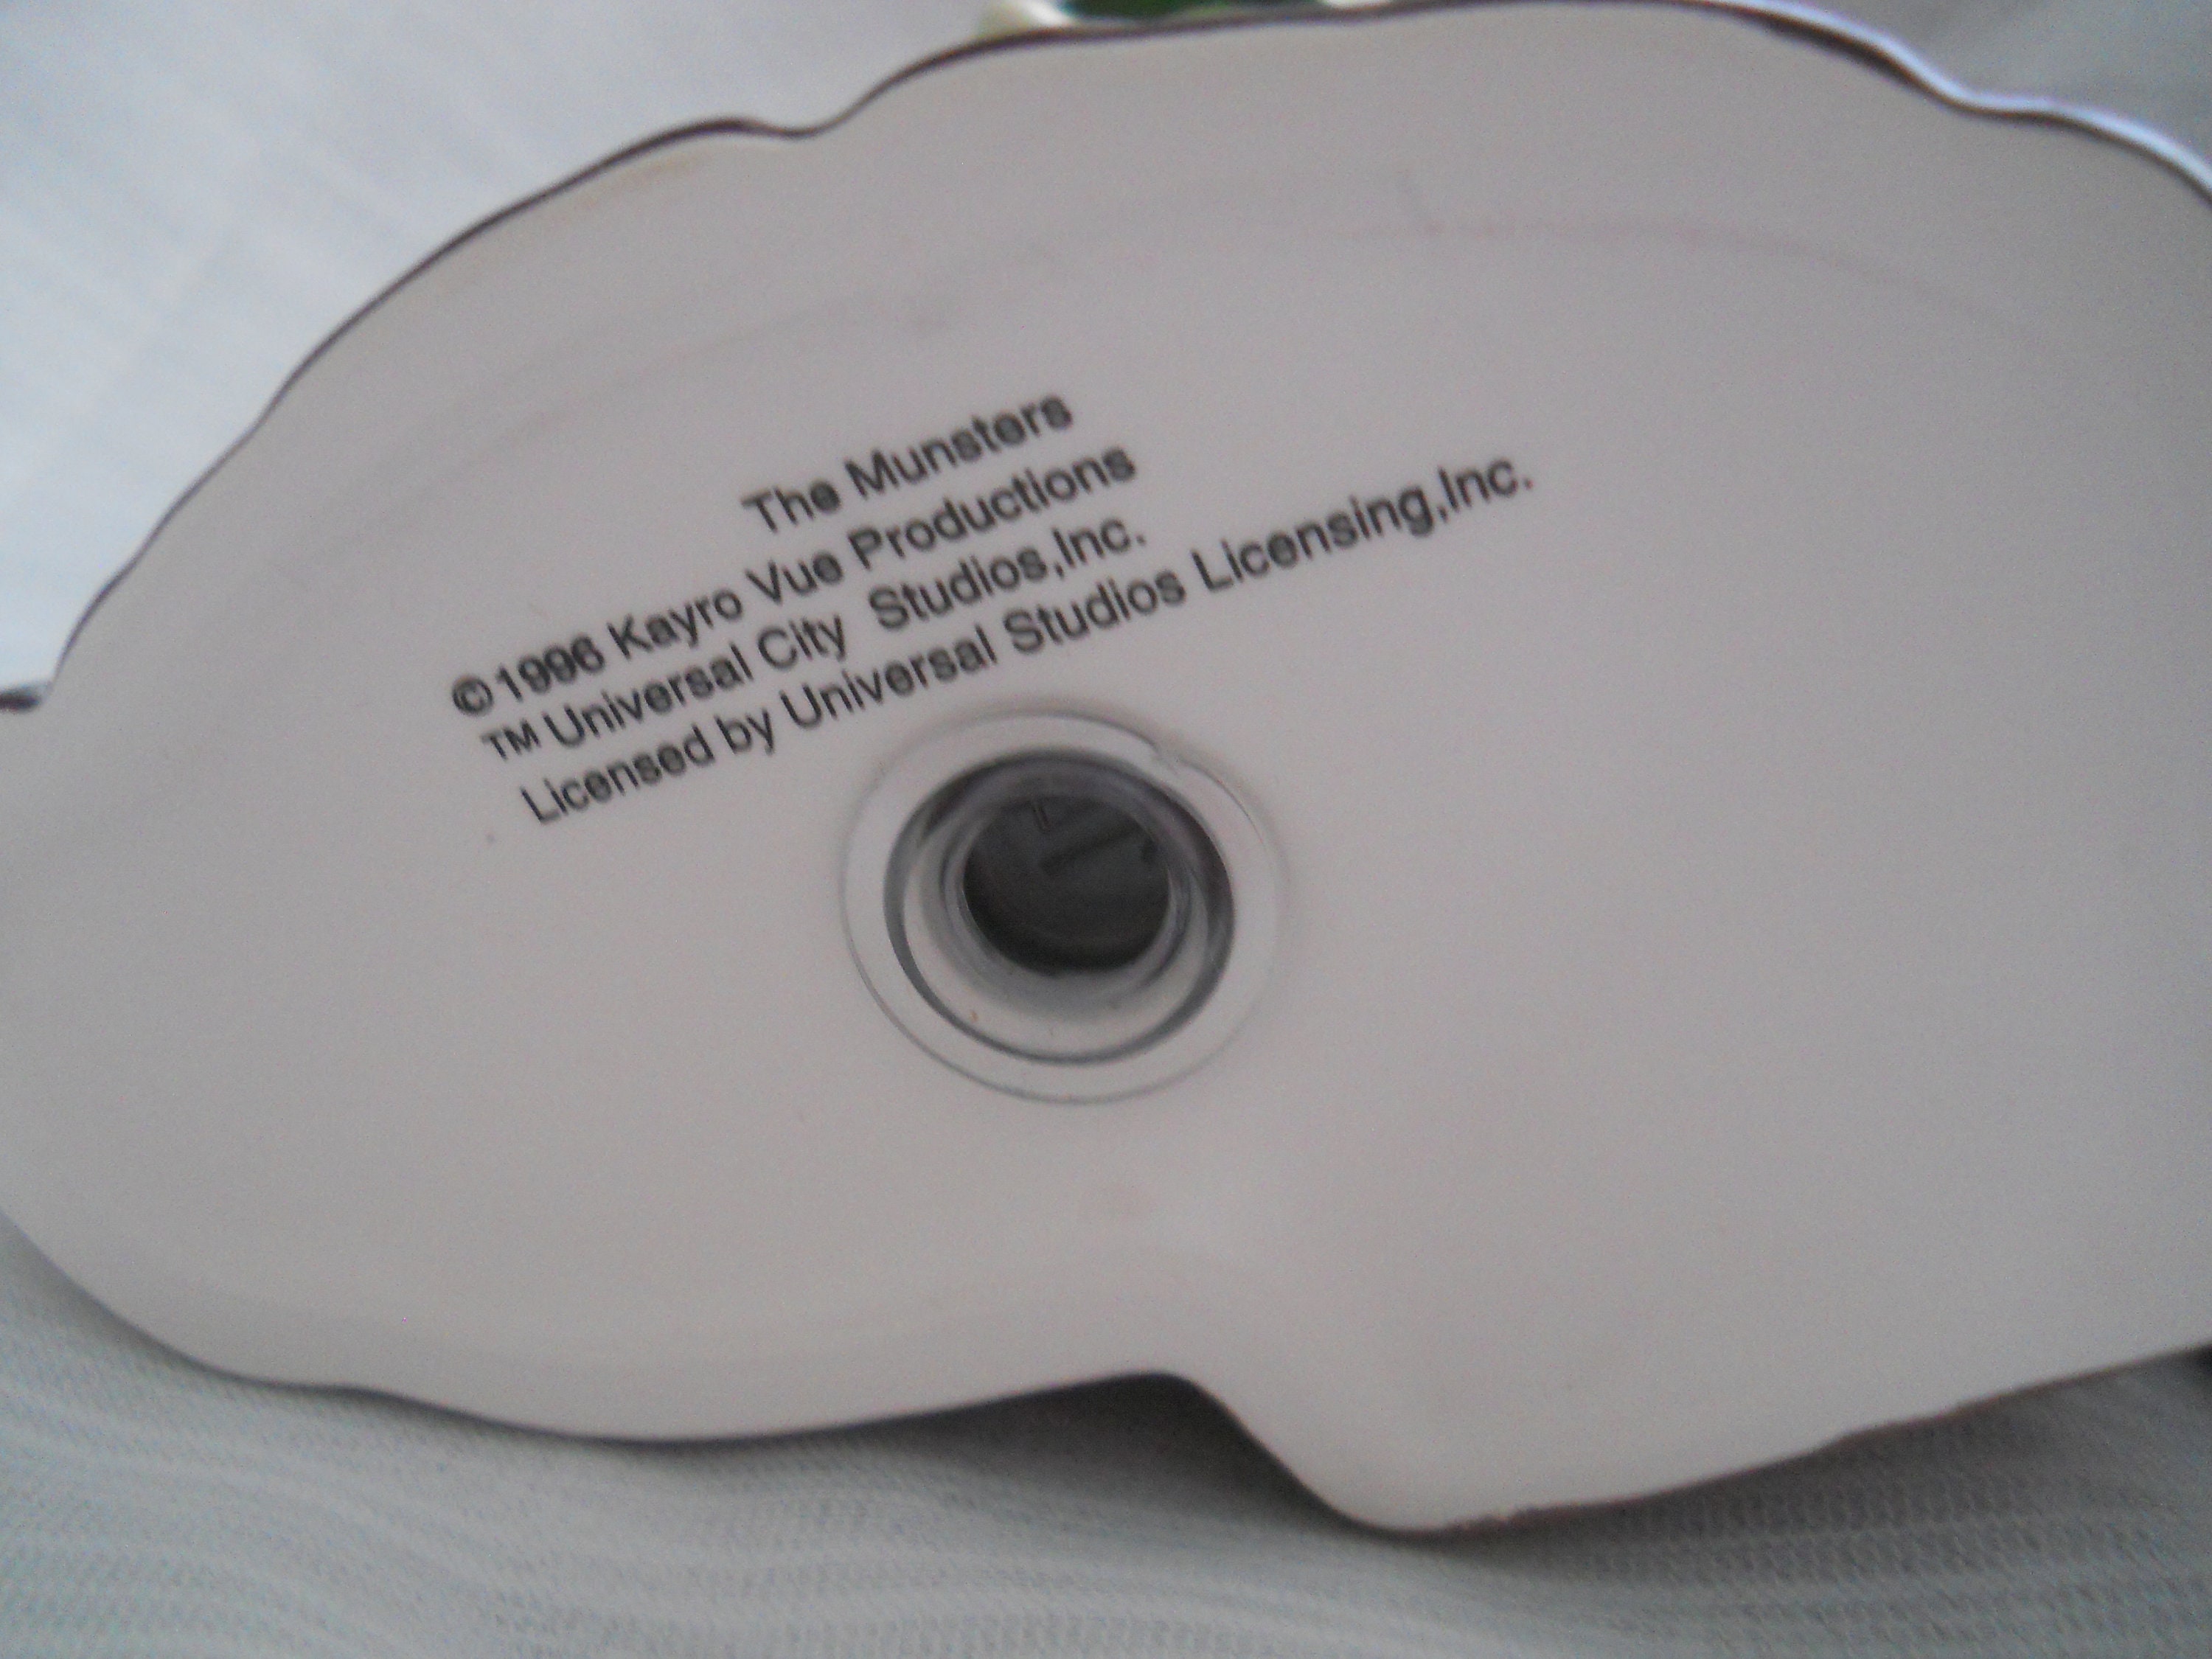 The Munsters
©1996 Kayro Vue Productions
™ Universal City Studios,Inc.
Licensed by Universal Studios Licensing,Inc.